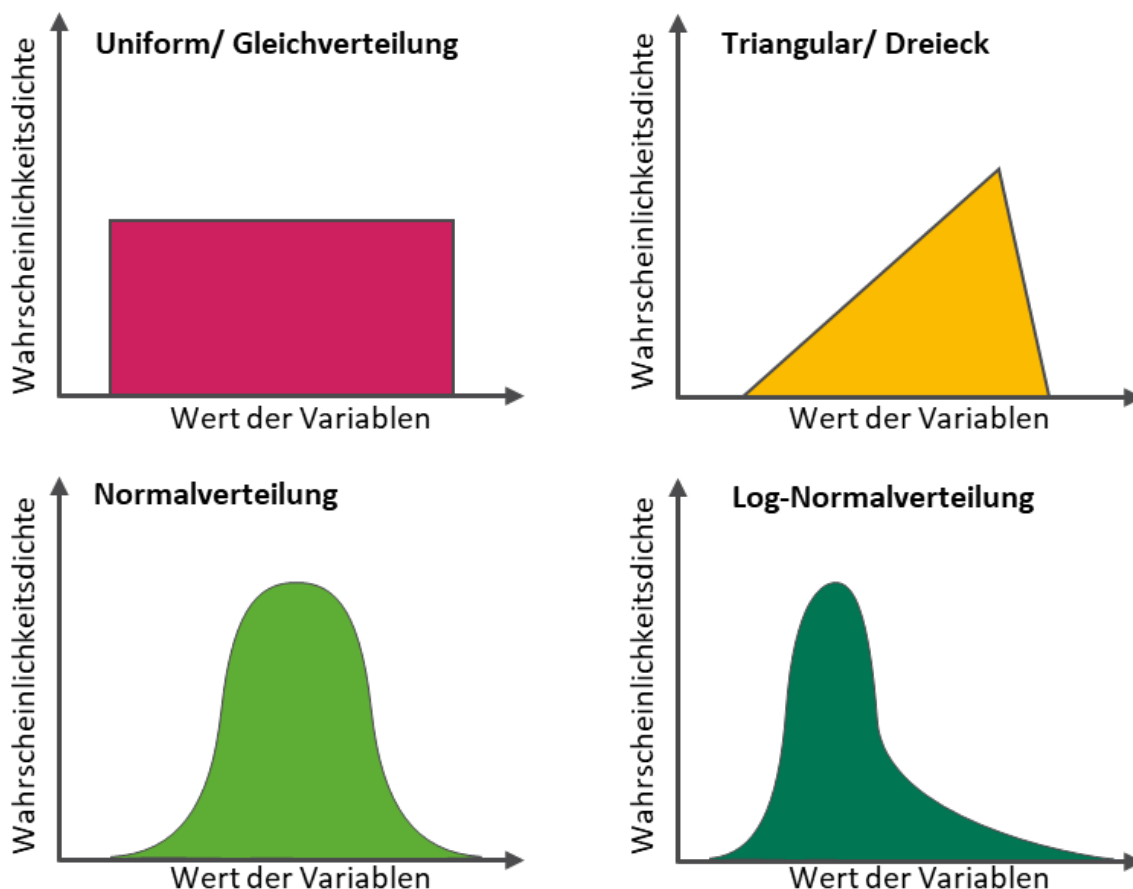 Uniform/ Gleichverteilung
Wahrscheinlichkeitsdichte
Wert der Variablen
Triangular/ Dreieck
Wahrscheinlichkeitsdichte
Wert der Variablen
Normalverteilung
Wahrscheinlichkeitsdichte
Wert der Variablen
Log-Normalverteilung
Wahrscheinlichkeitsdichte
Wert der Variablen